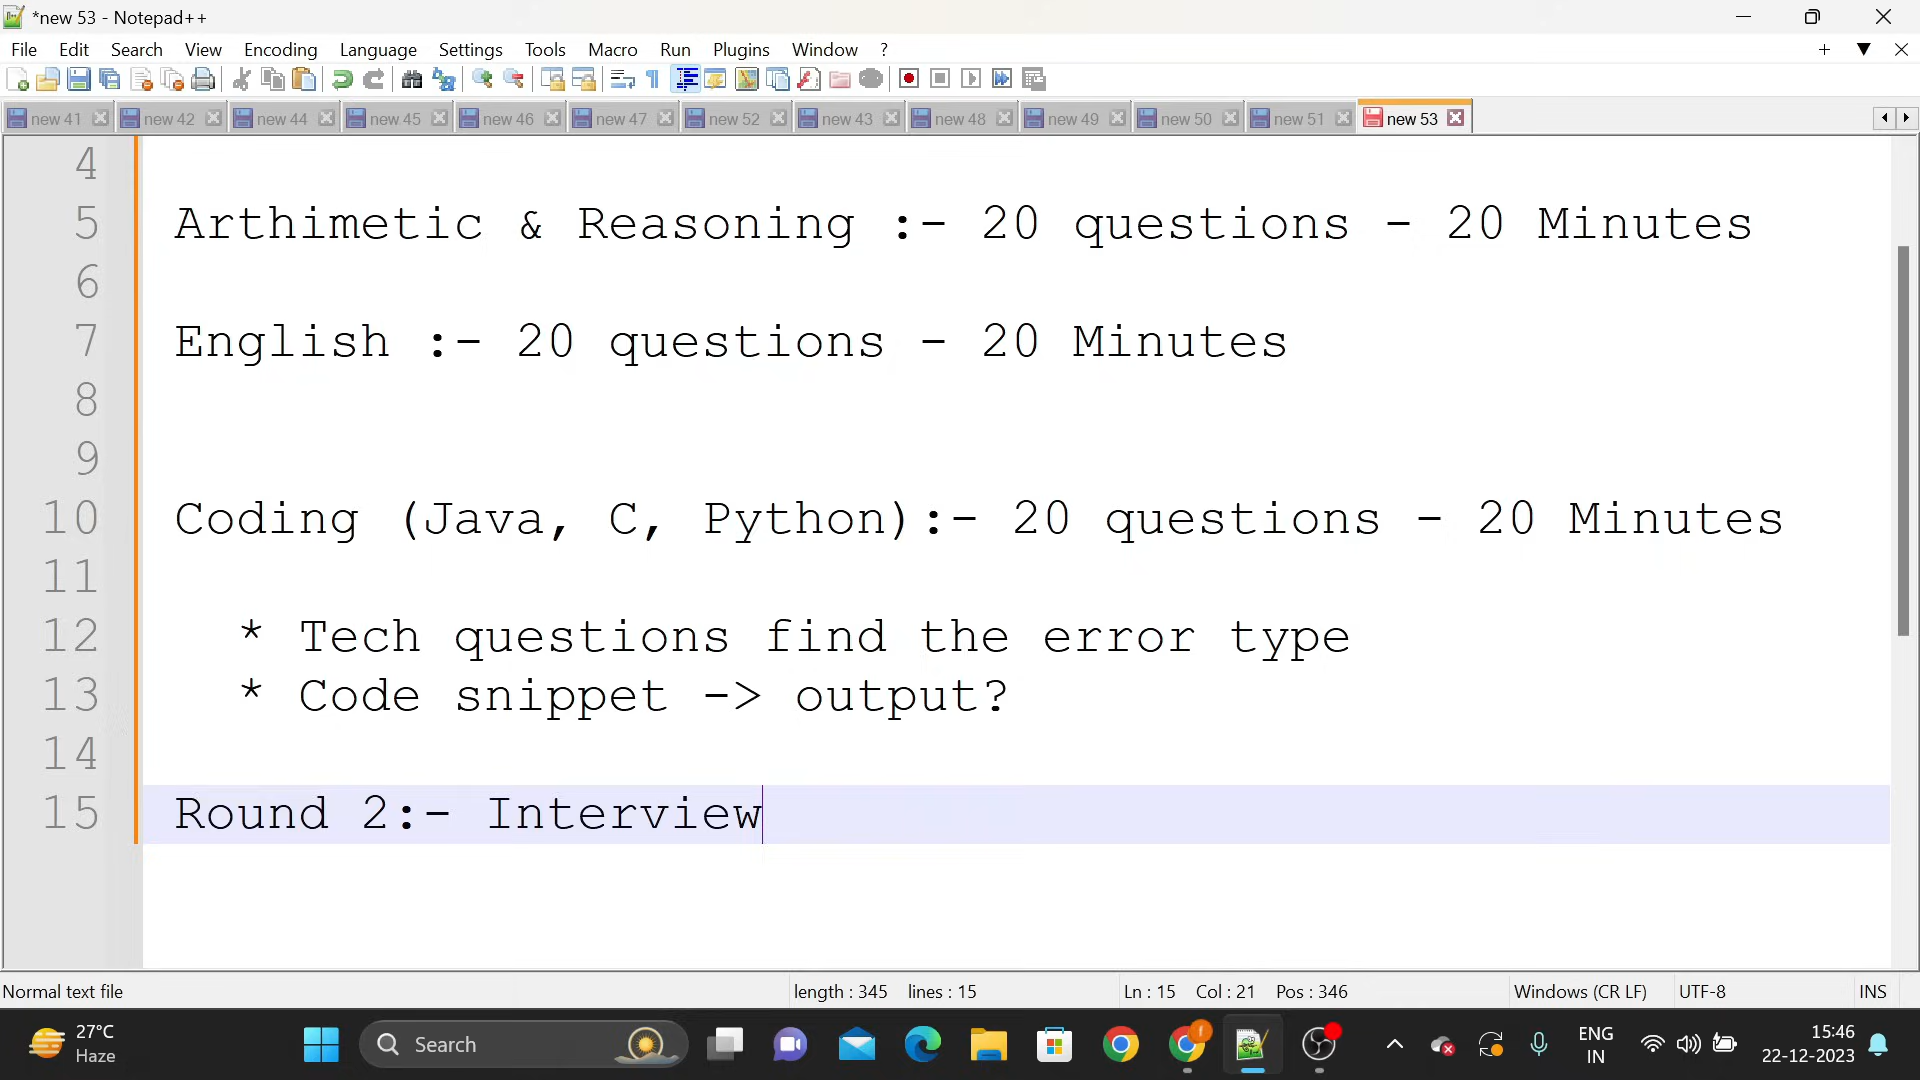 *new 53 - Notepad++
File Edit Search View Encoding Language Settings Tools Macro Run Plugins Window ?
new 41 new 42 new 44 new 45 new 46 new 47 new 52 new 43 new 48 new 49 new 50 new 51 new 53
4
5 Arthimetic & Reasoning :- 20 questions - 20 Minutes
6
7 English :- 20 questions - 20 Minutes
8
9
10 Coding (Java, C, Python):- 20 questions - 20 Minutes
11
12 * Tech questions find the error type
13 * Code snippet -> output?
14
15 Round 2:- Interview
Normal text file length : 345 lines : 15 Ln : 15 Col : 21 Pos : 346 Windows (CR LF) UTF-8 INS
27°C
Haze
Search
ENG
IN
15:46
22-12-2023